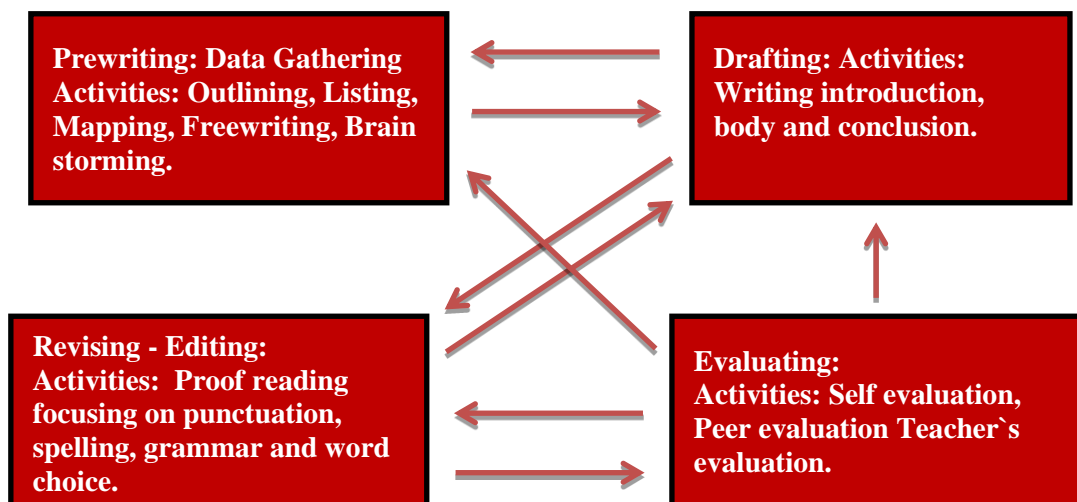 Prewriting: Data Gathering
Activities: Outlining, Listing,
Mapping, Freewriting, Brain
storming.
Drafting: Activities:
Writing introduction,
body and conclusion.
Revising - Editing:
Activities:  Proof reading
focusing on punctuation,
spelling, grammar and word
choice.
Evaluating:
Activities: Self evaluation,
Peer evaluation Teacher`s
evaluation.